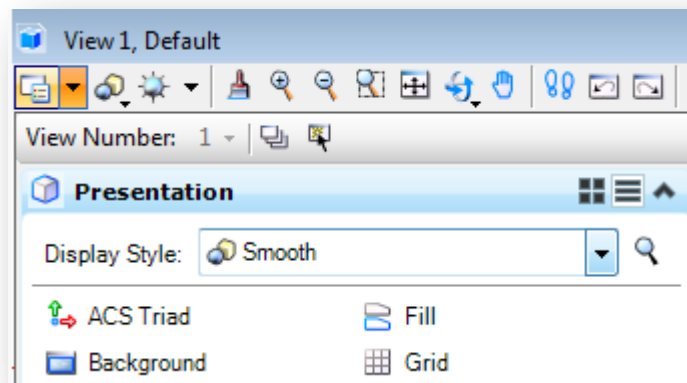 View 1, Default
View Number: 1
Presentation
Display Style: Smooth
ACS Triad Fill
Background Grid